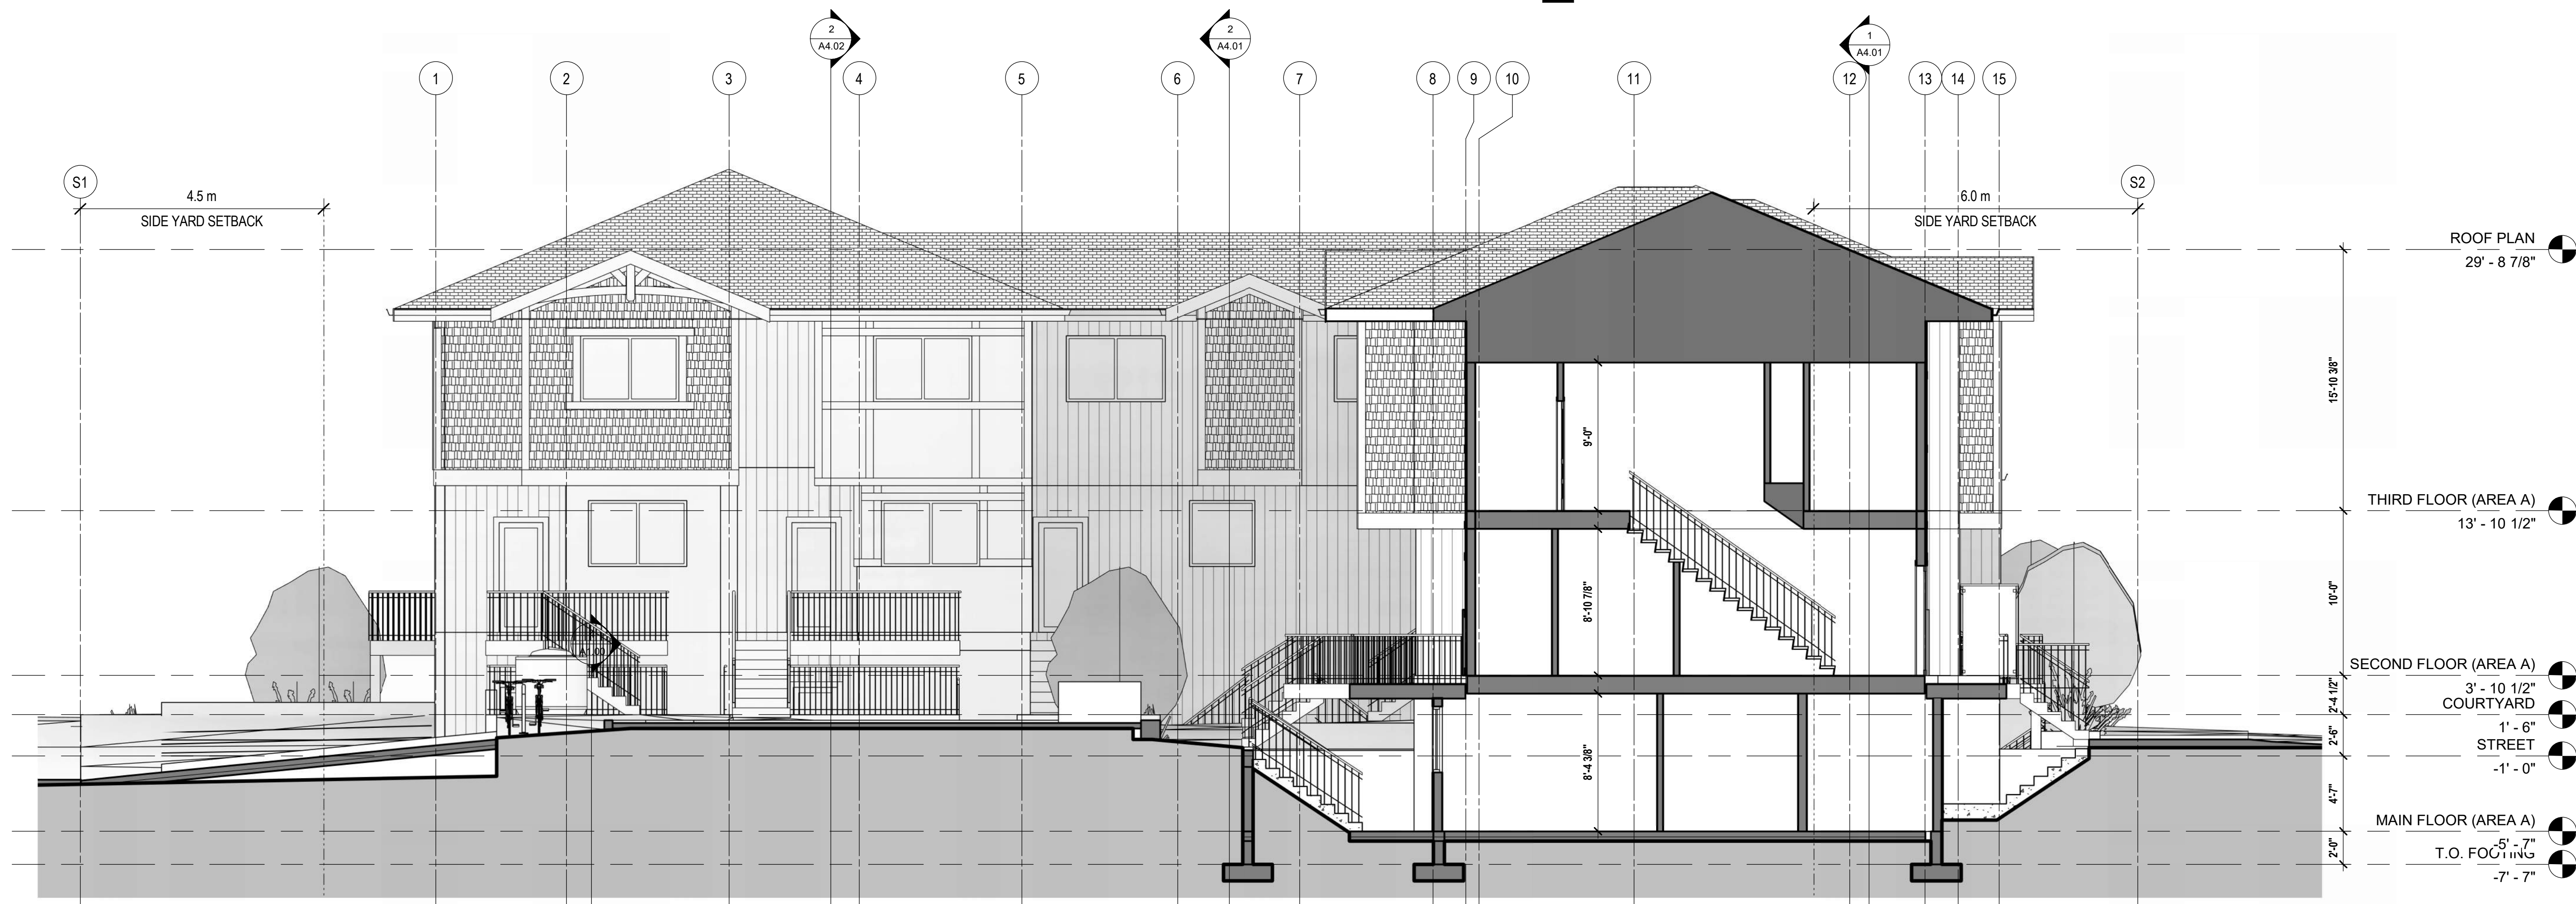 2
A4.02
2
A4.01
1
A4.01
1
2
3
4
5
6
7
8
9
10
11
12
13
14
15
S1
4.5 m
SIDE YARD SETBACK
S2
6.0 m
SIDE YARD SETBACK
ROOF PLAN
29' - 8 7/8"
15'-10 3/8"
9'-0"
THIRD FLOOR (AREA A)
13' - 10 1/2"
10'-0"
8'-10 7/8"
A1.00
SECOND FLOOR (AREA A)
3' - 10 1/2"
2'-4 1/2"
COURTYARD
1' - 6"
2'-6"
STREET
-1' - 0"
8'-4 3/8"
4'-7"
MAIN FLOOR (AREA A)
-5' - 7"
2'-0"
T.O. FOOTING
-7' - 7"